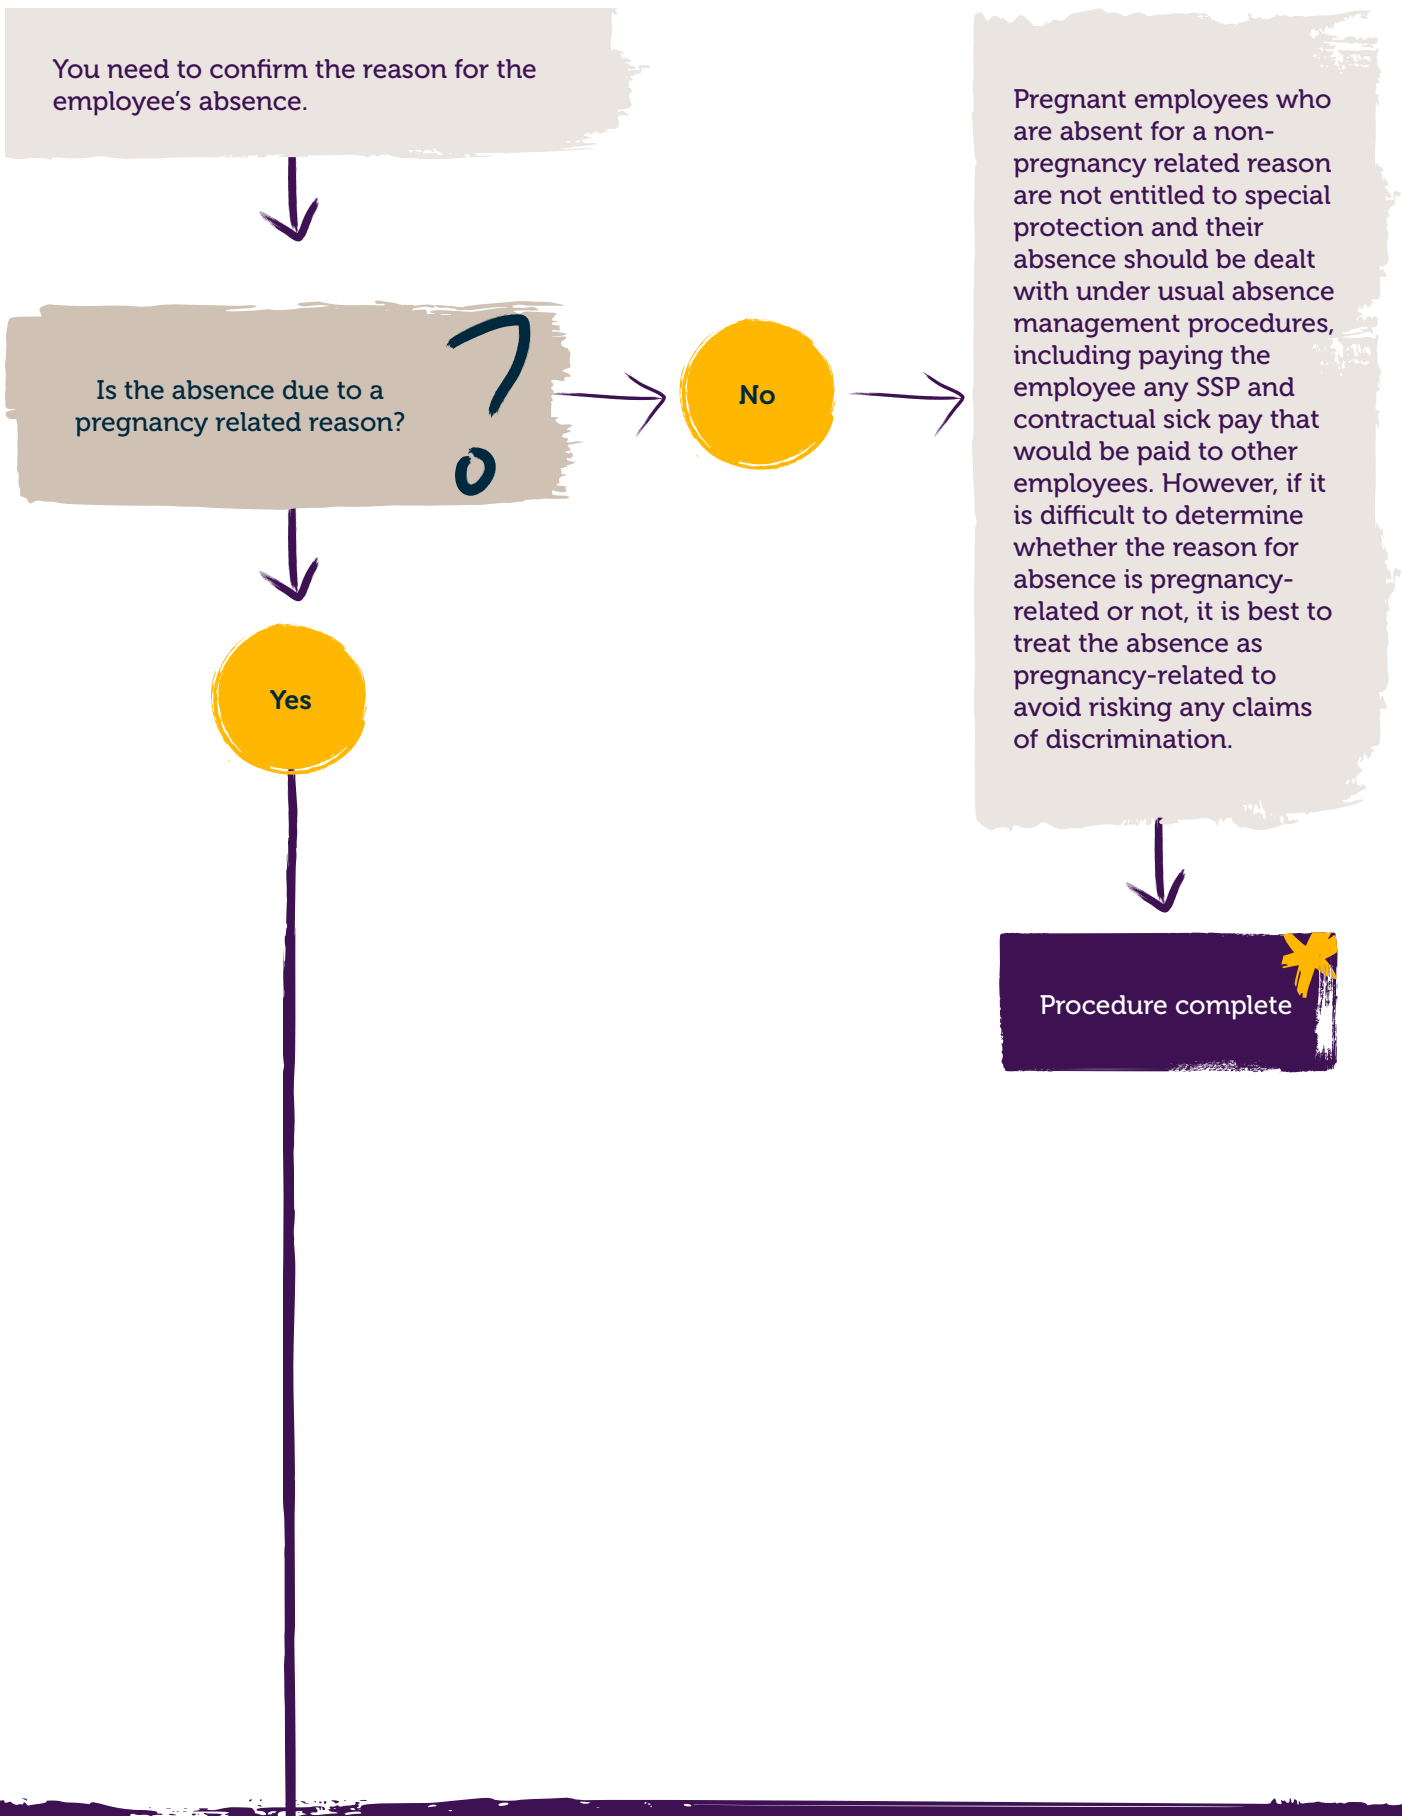 You need to confirm the reason for the
employee’s absence.
Is the absence due to a
pregnancy related reason?
No
Yes
Pregnant employees who
are absent for a non-
pregnancy related reason
are not entitled to special
protection and their
absence should be dealt
with under usual absence
management procedures,
including paying the
employee any SSP and
contractual sick pay that
would be paid to other
employees. However, if it
is difficult to determine
whether the reason for
absence is pregnancy-
related or not, it is best to
treat the absence as
pregnancy-related to
avoid risking any claims
of discrimination.
Procedure complete